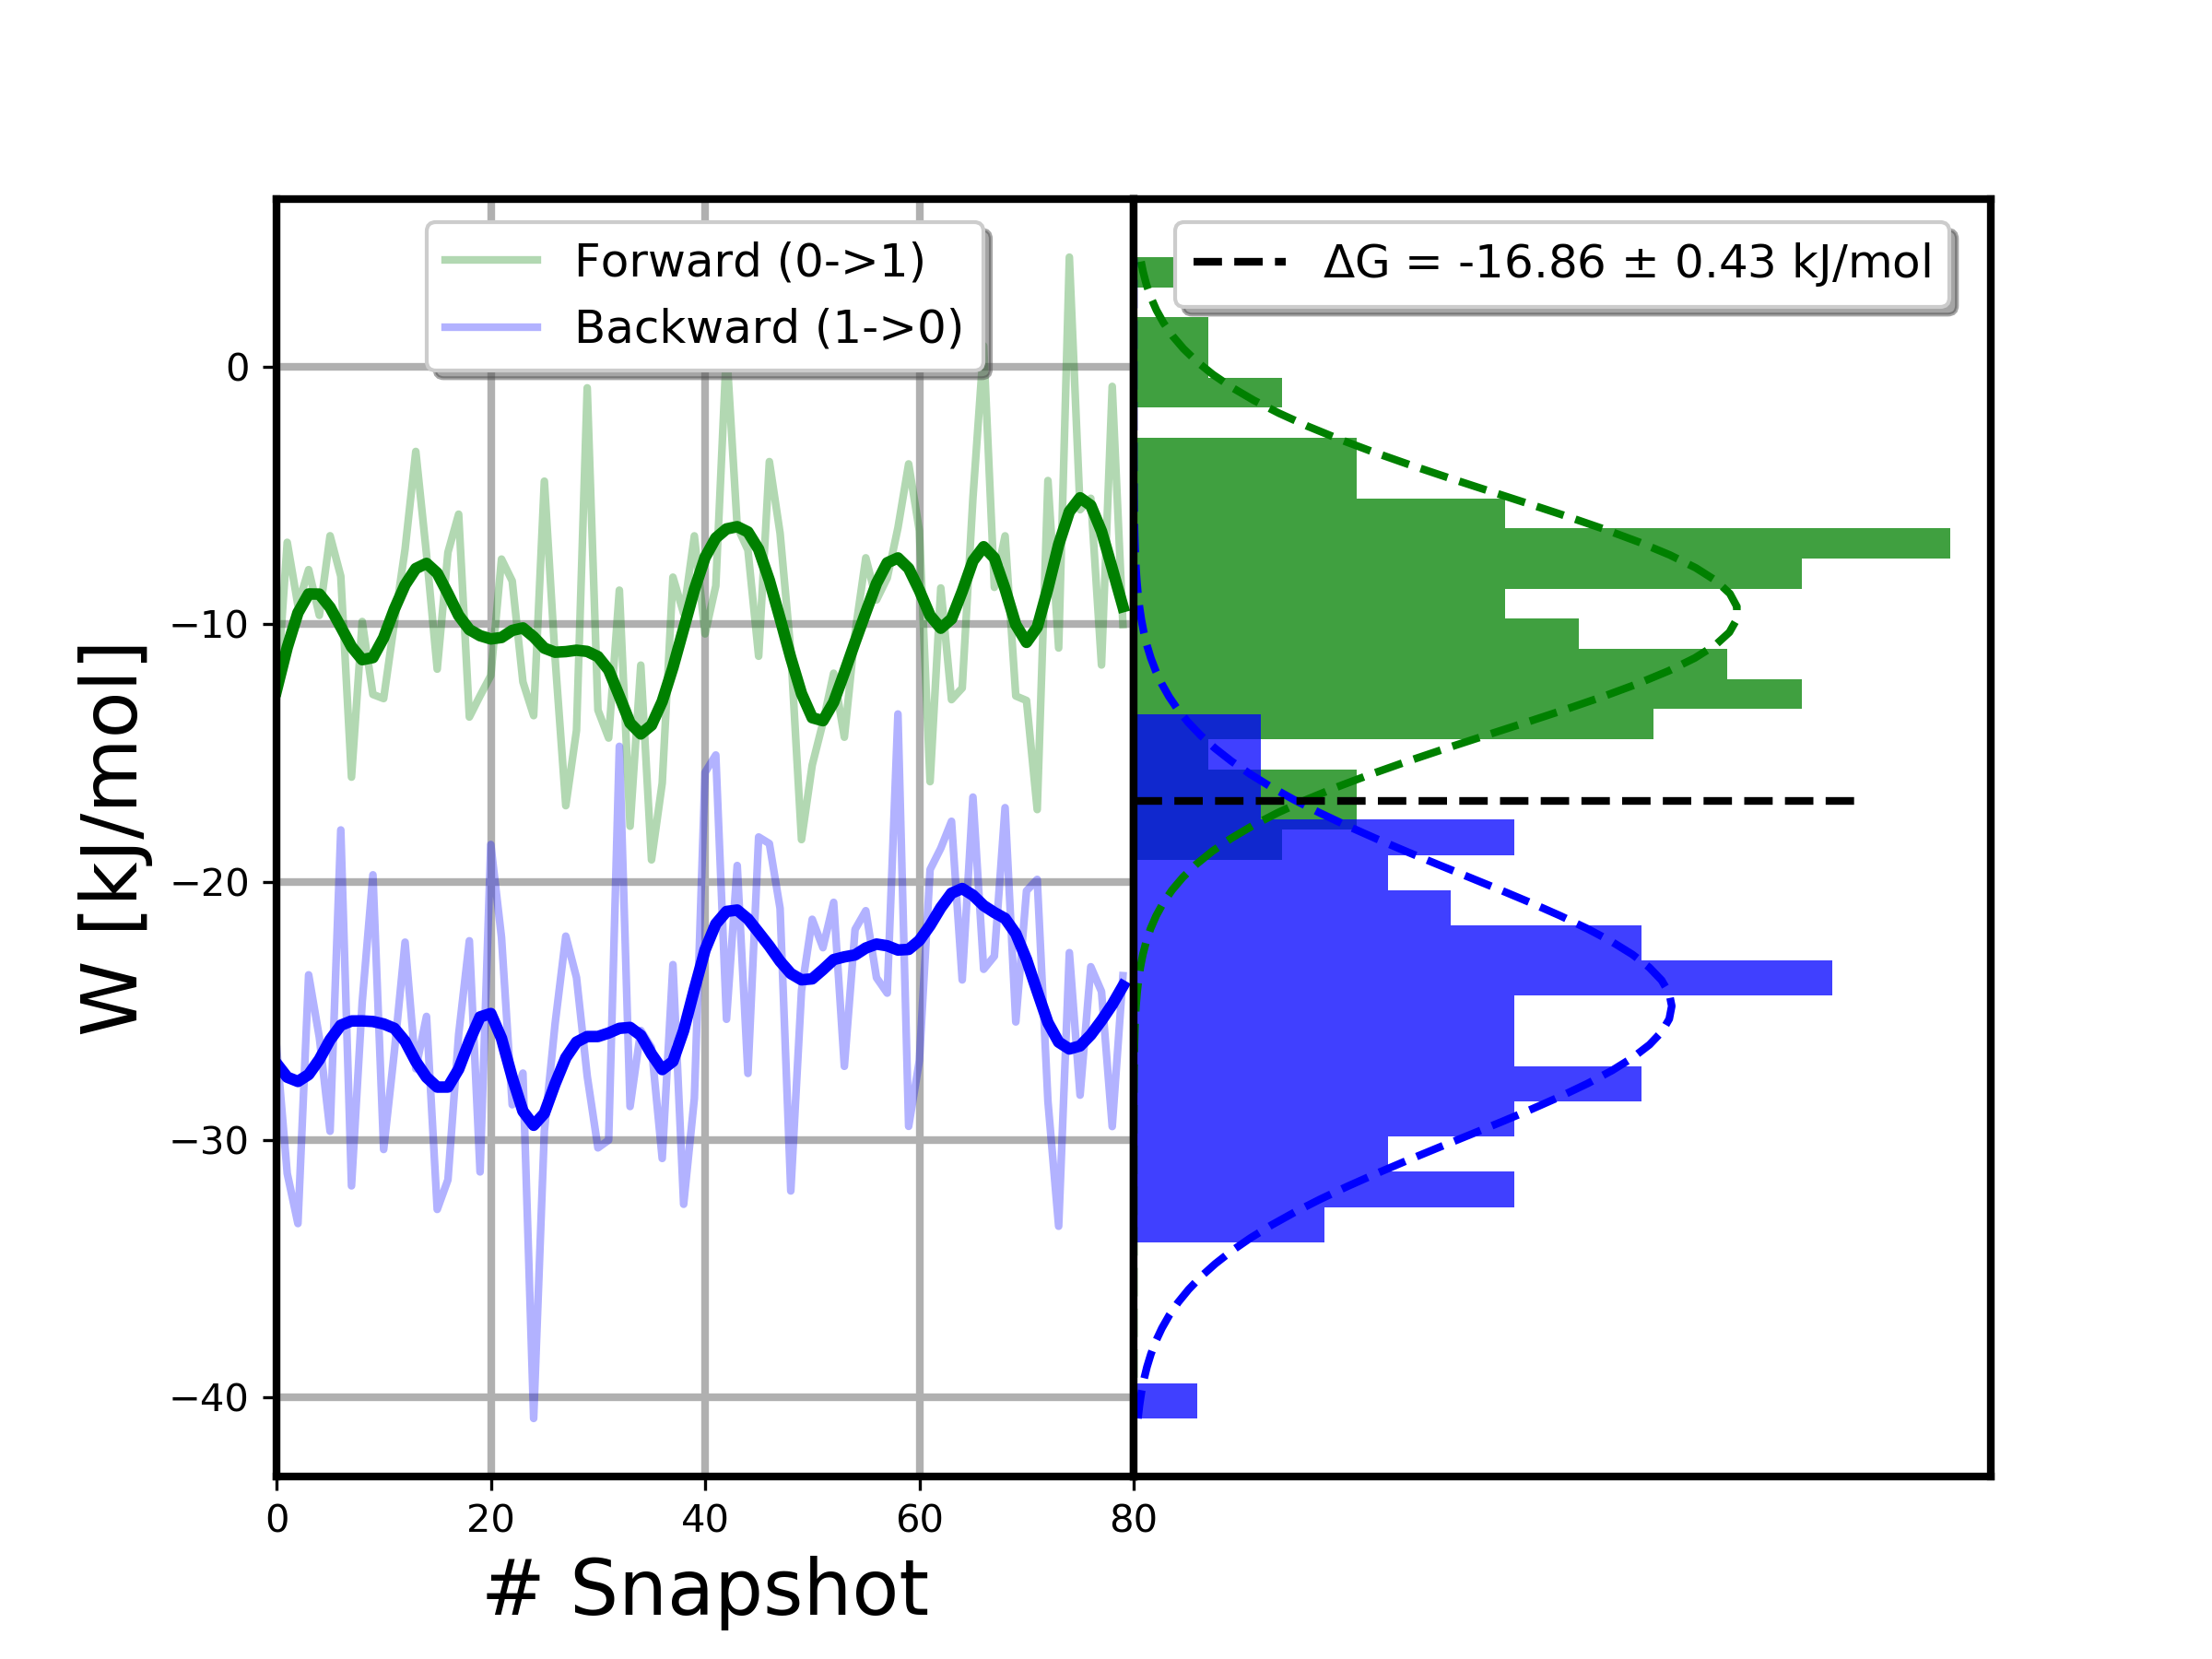 Forward (0->1)
Backward (1->0)
ΔG = -16.86 ± 0.43 kJ/mol
W [kJ/mol]
0
−10
−20
−30
−40
0 20 40 60 80
# Snapshot